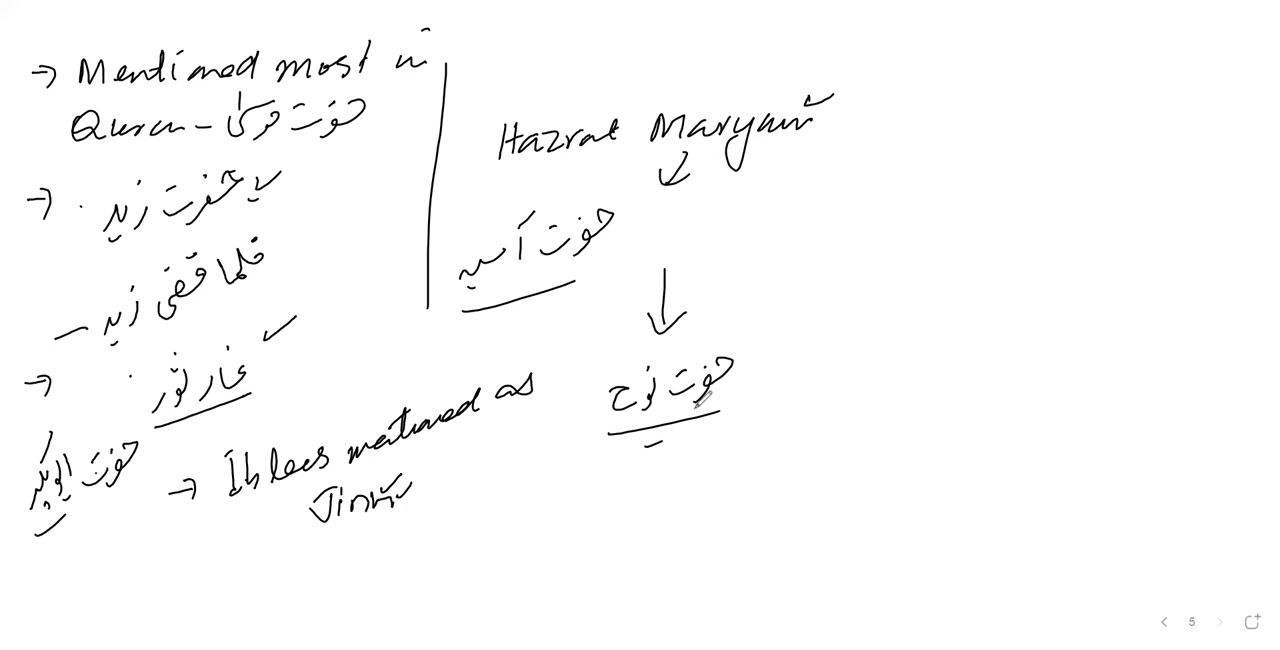 → Mentioned most in
Quran - حضرت موسیٰ
→ حضرت زید
فلما قضی زید -
→ غار ثور
حضرت ابوبکر
→ Iblees mentioned as
Jinn
Hazrat Maryam
حضرت آسیہ
حضرت نوح
5